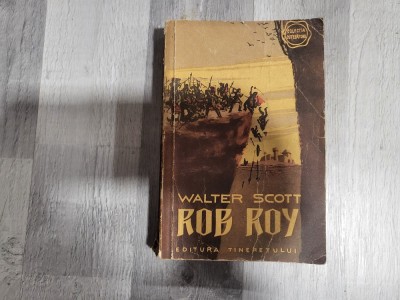 WALTER SCOTT
ROB ROY
EDITURA TINERETULUI